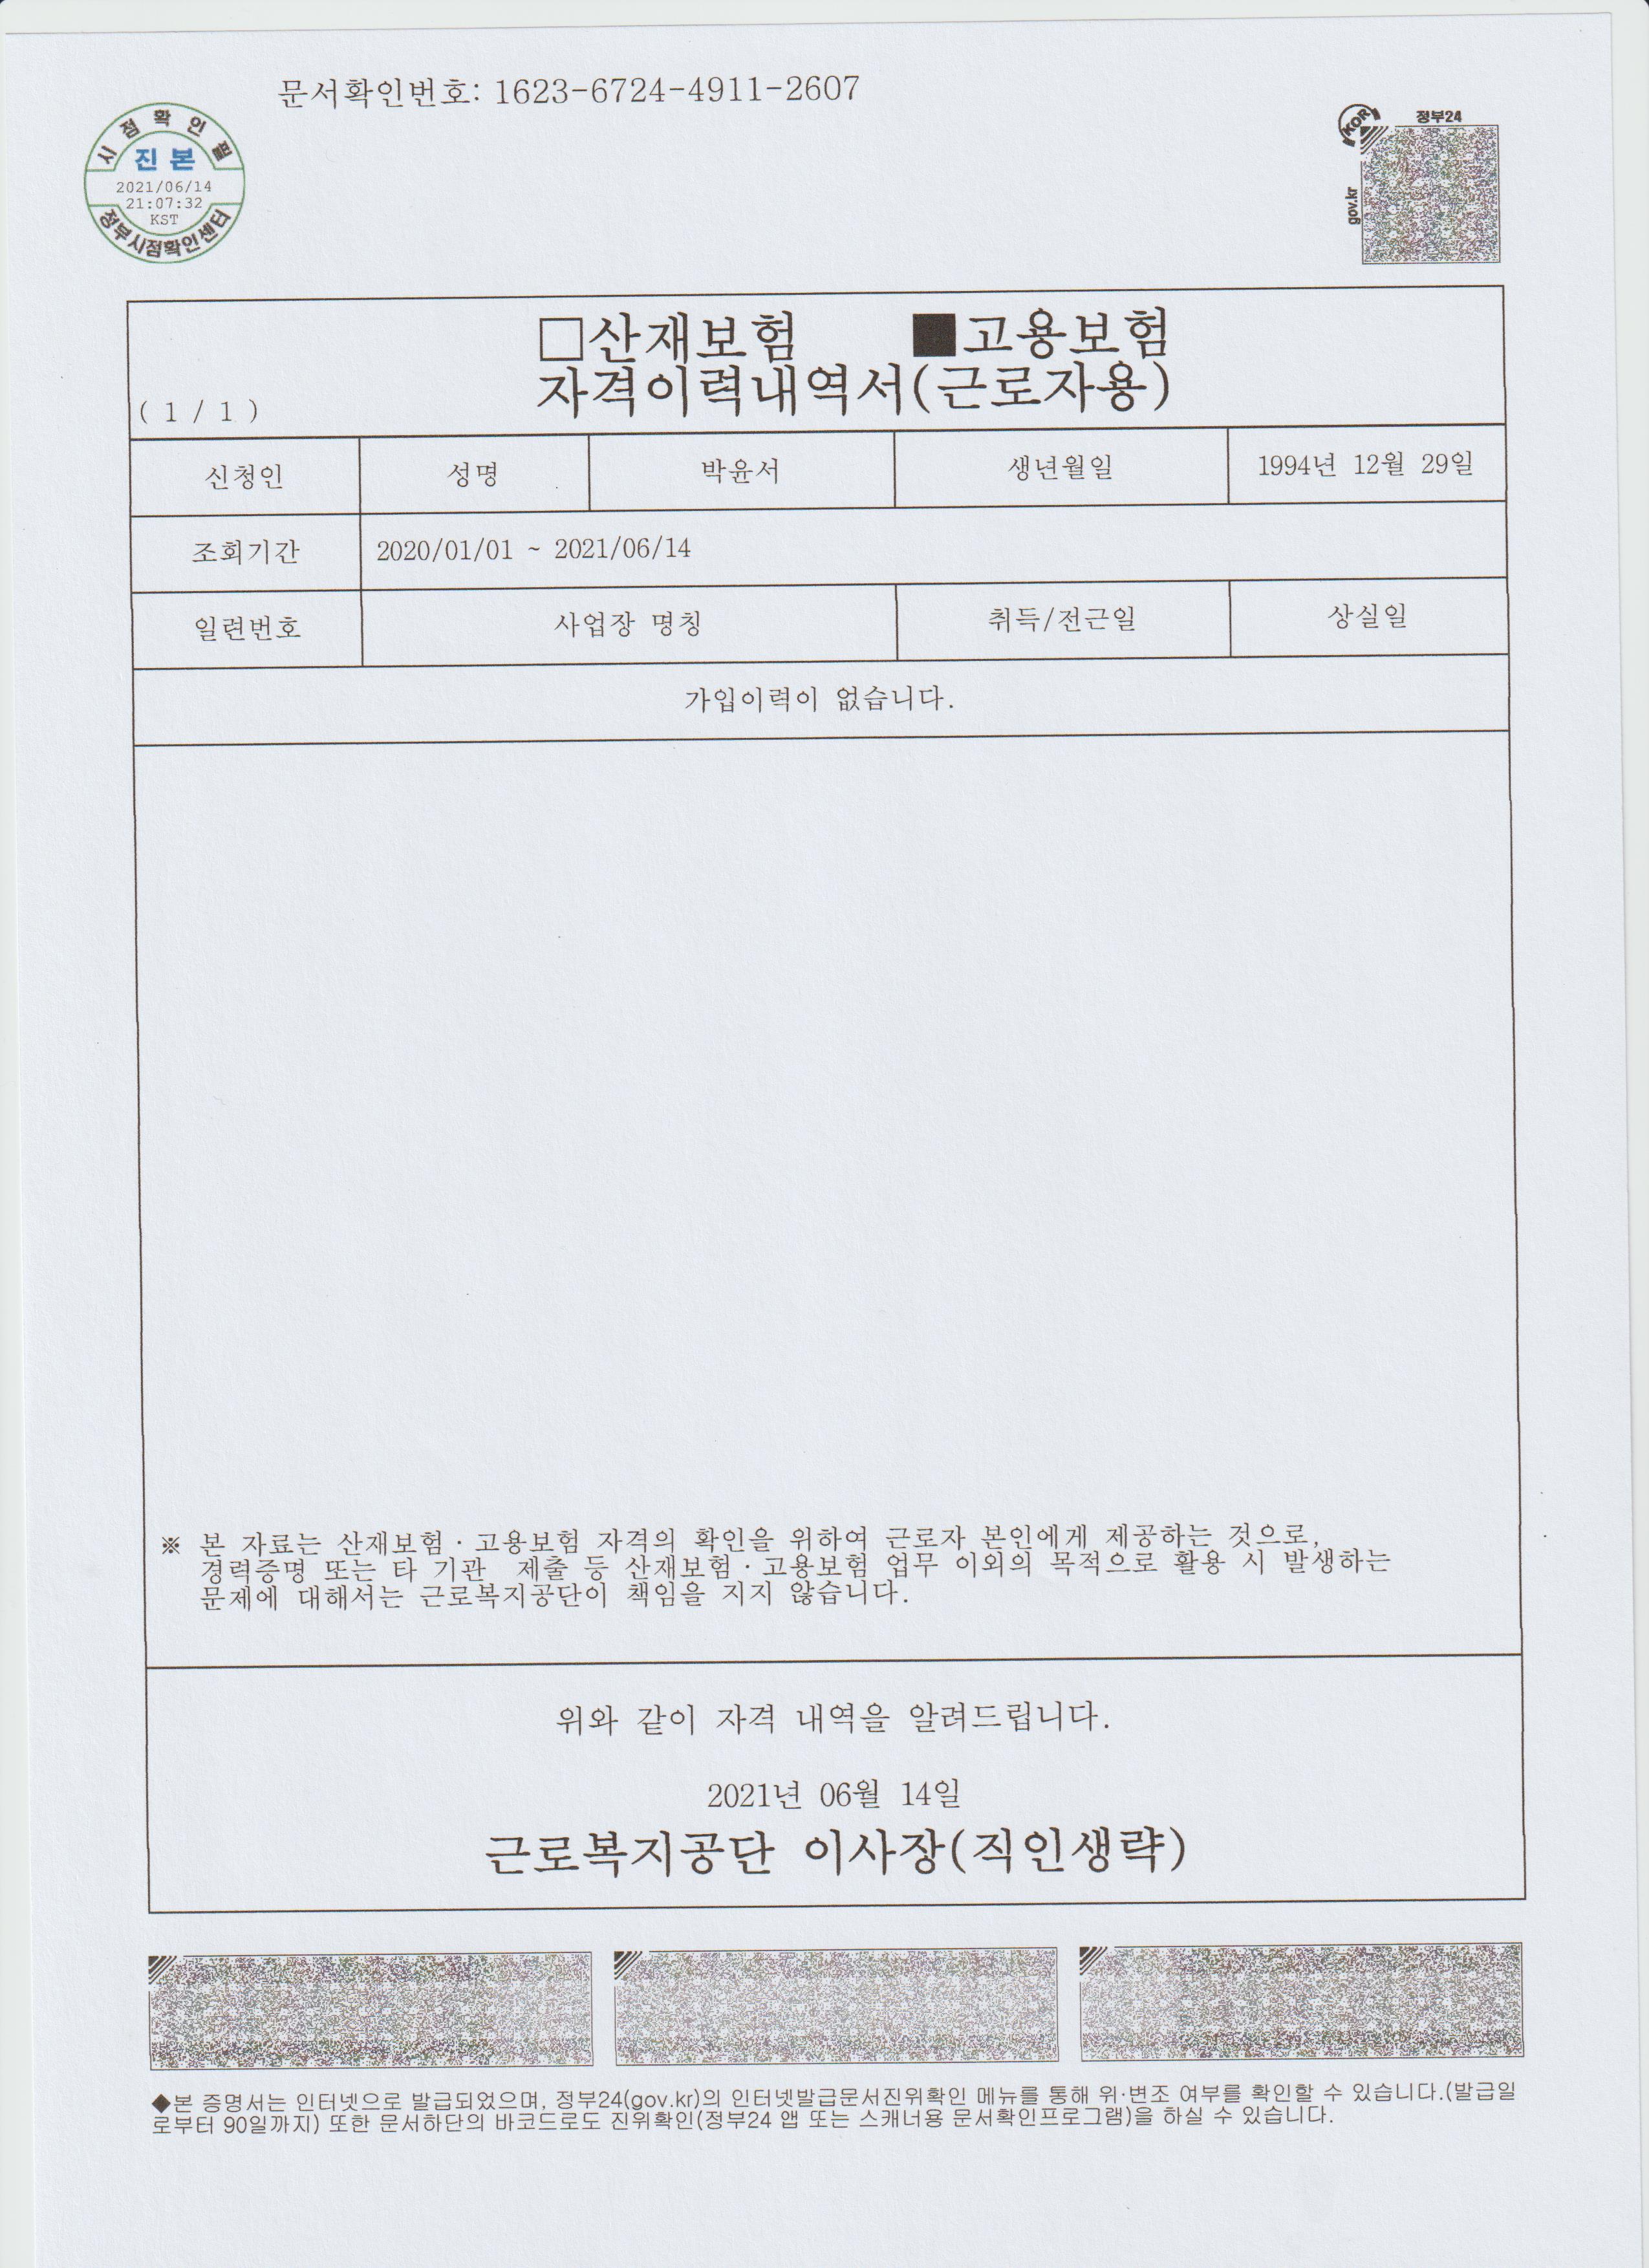 문서확인번호: 1623-6724-4911-2607
시점확인필
진본
2021/06/14
21:07:32
KST
정부시점확인센터
KOR
정부24
gov.kr
□산재보험 ■고용보험
자격이력내역서(근로자용)
( 1 / 1 )
신청인 성명 박윤서 생년월일 1994년 12월 29일
조회기간 2020/01/01 ~ 2021/06/14
일련번호 사업장 명칭 취득/전근일 상실일
가입이력이 없습니다.
※ 본 자료는 산재보험·고용보험 자격의 확인을 위하여 근로자 본인에게 제공하는 것으로,
경력증명 또는 타 기관 제출 등 산재보험·고용보험 업무 이외의 목적으로 활용 시 발생하는
문제에 대해서는 근로복지공단이 책임을 지지 않습니다.
위와 같이 자격 내역을 알려드립니다.
2021년 06월 14일
근로복지공단 이사장(직인생략)
◆본 증명서는 인터넷으로 발급되었으며, 정부24(gov.kr)의 인터넷발급문서진위확인 메뉴를 통해 위·변조 여부를 확인할 수 있습니다.(발급일
로부터 90일까지) 또한 문서하단의 바코드로도 진위확인(정부24 앱 또는 스캐너용 문서확인프로그램)을 하실 수 있습니다.